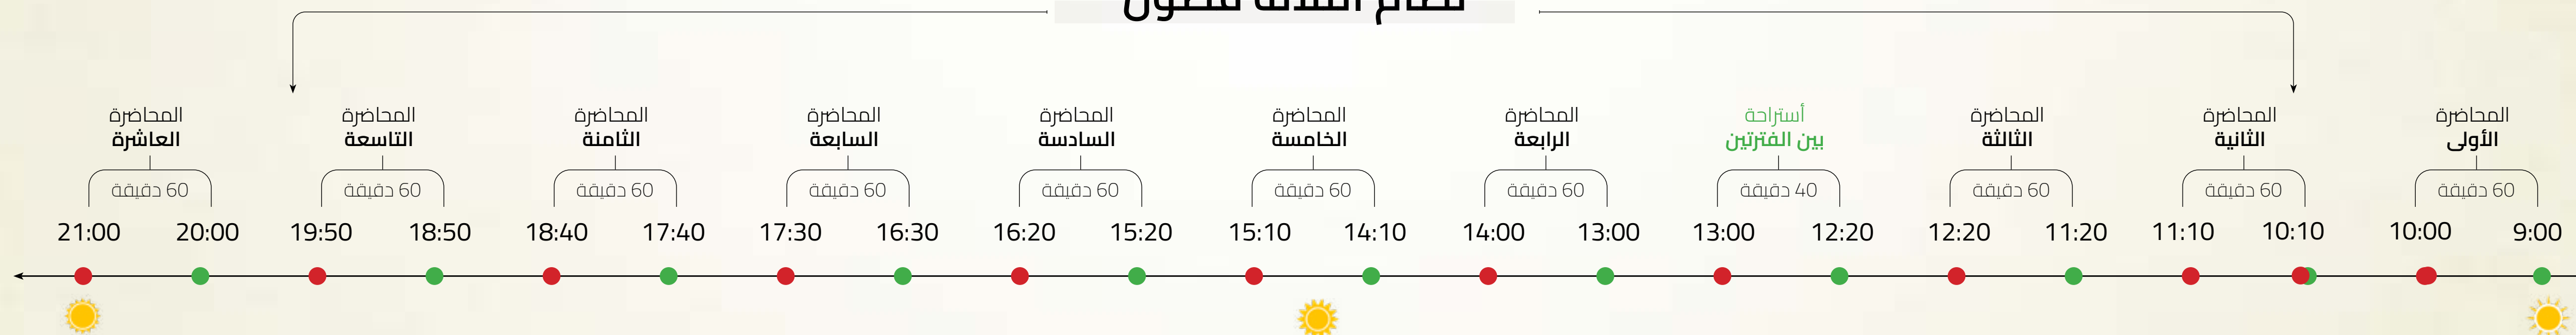 المحاضرة
الأولى
60 دقيقة
9:00
10:00
المحاضرة
الثانية
60 دقيقة
10:10
11:10
المحاضرة
الثالثة
60 دقيقة
11:20
12:20
أستراحة
بين الفترتين
40 دقيقة
12:20
13:00
المحاضرة
الرابعة
60 دقيقة
13:00
14:00
المحاضرة
الخامسة
60 دقيقة
14:10
15:10
المحاضرة
السادسة
60 دقيقة
15:20
16:20
المحاضرة
السابعة
60 دقيقة
16:30
17:30
المحاضرة
الثامنة
60 دقيقة
17:40
18:40
المحاضرة
التاسعة
60 دقيقة
18:50
19:50
المحاضرة
العاشرة
60 دقيقة
20:00
21:00